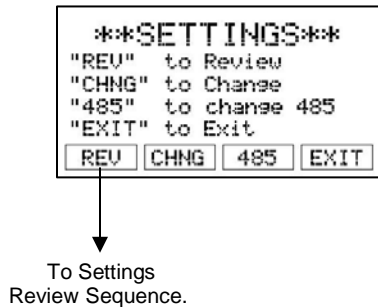 **SETTINGS**
"REV" to Review
"CHNG" to Change
"485" to change 485
"EXIT" to Exit
REV CHNG 485 EXIT
To Settings
Review Sequence.